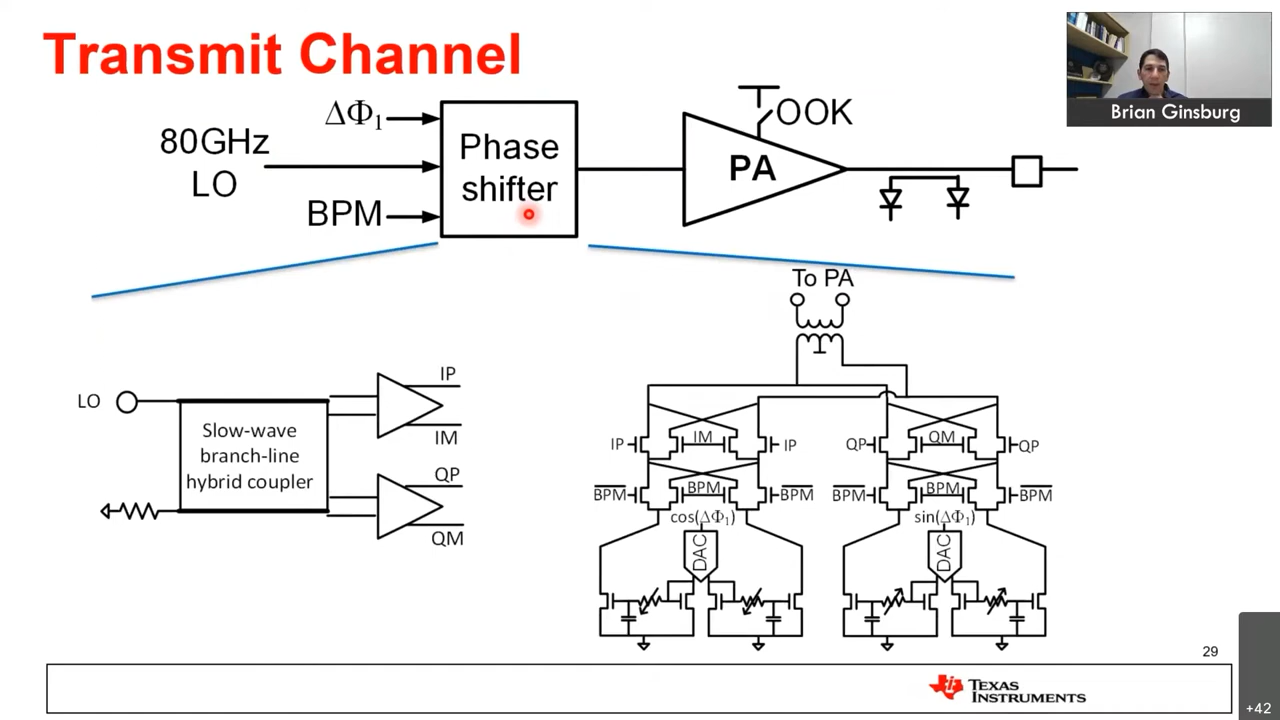 Transmit Channel
Brian Ginsburg
ΔΦ1
OOK
80GHz
LO
Phase
shifter
PA
BPM
To PA
LO
Slow-wave
branch-line
hybrid coupler
IP
IM
QP
QM
IP
IM
IP
QP
QM
QP
BPM
BPM
BPM
BPM
BPM
BPM
cos(ΔΦ1)
sin(ΔΦ1)
DAC
DAC
29
TEXAS
INSTRUMENTS
+42